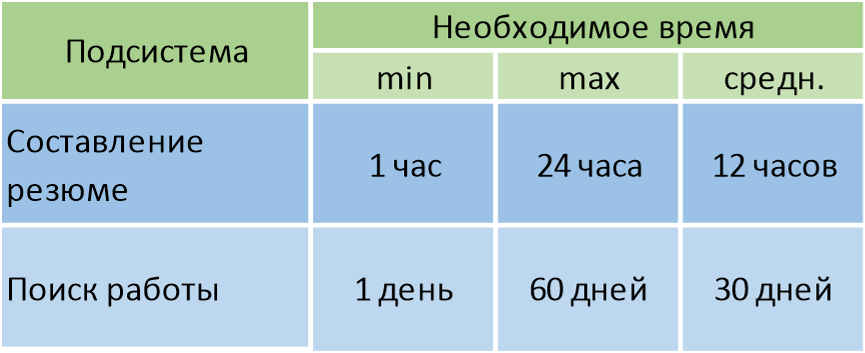 Подсистема
Необходимое время
min
max
средн.
Составление
резюме
1 час
24 часа
12 часов
Поиск работы
1 день
60 дней
30 дней